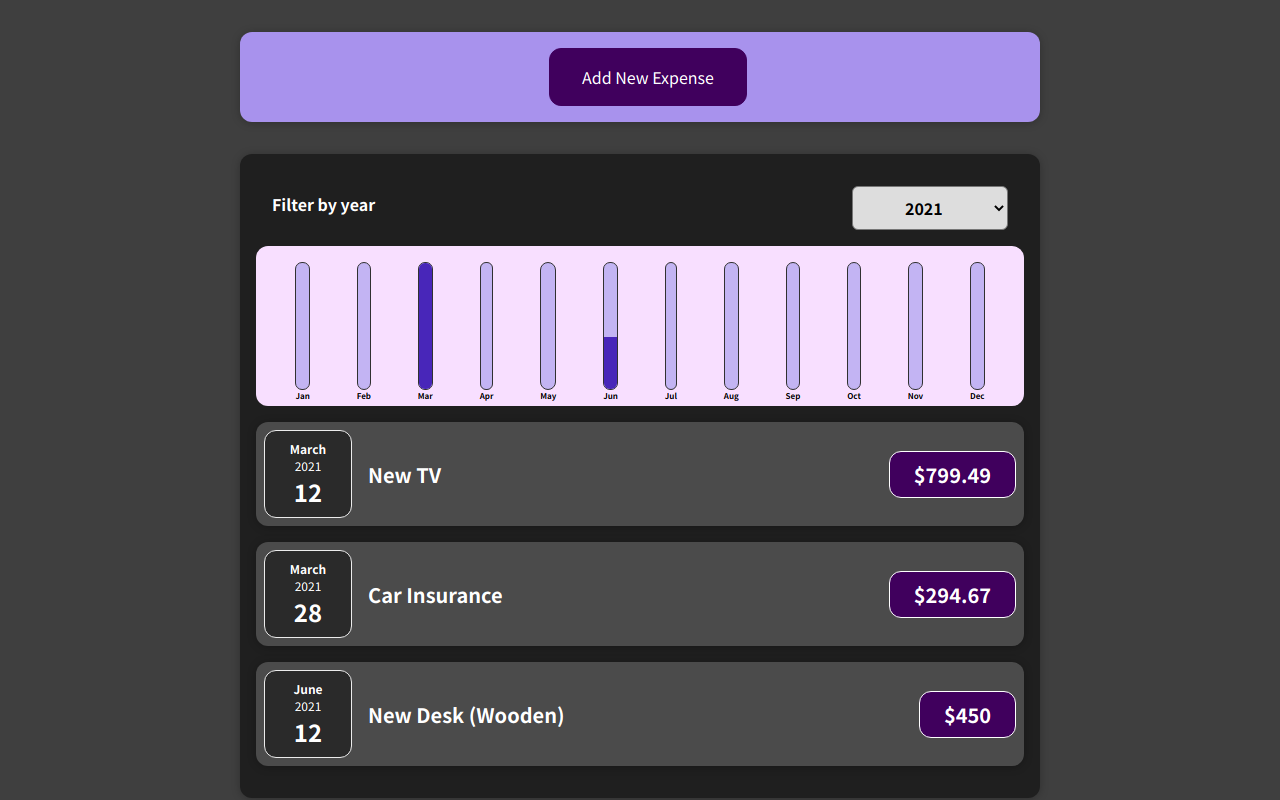 Add New Expense
Filter by year
2021
Jan Feb Mar Apr May Jun Jul Aug Sep Oct Nov Dec
March
2021
12
New TV
$799.49
March
2021
28
Car Insurance
$294.67
June
2021
12
New Desk (Wooden)
$450